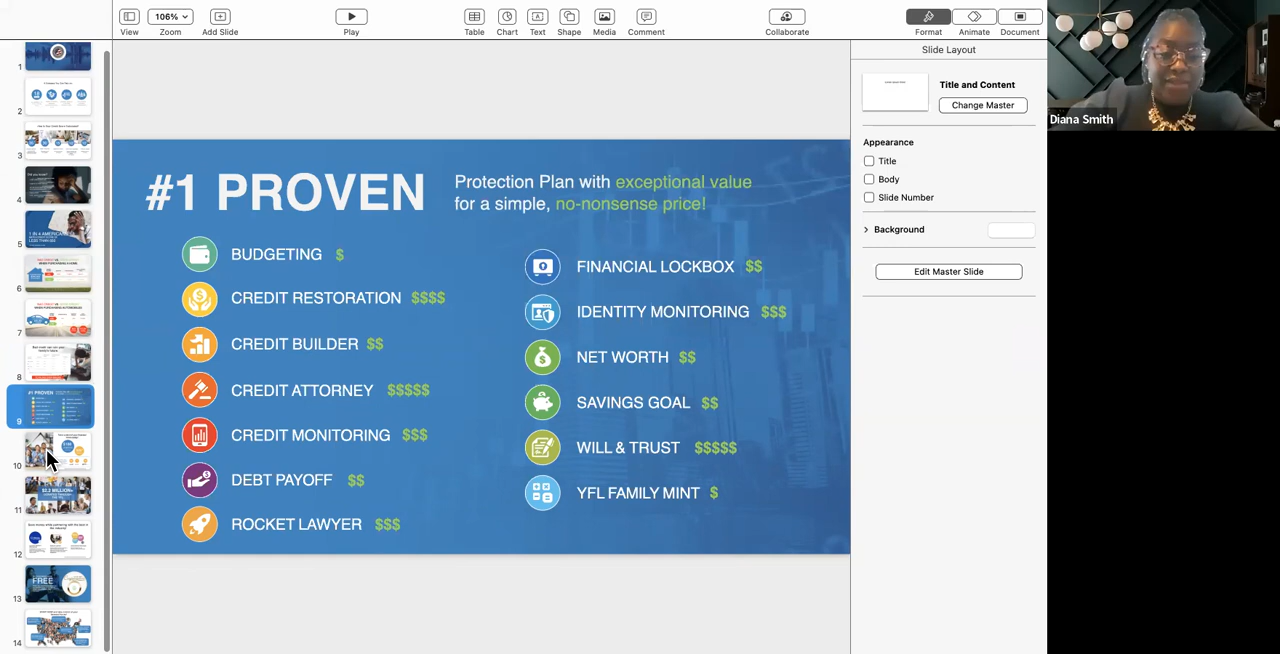 106%
View
Zoom
Add Slide
Play
Table
Chart
Text
Shape
Media
Comment
Collaborate
Format
Animate
Document
1
2
3
4
5
6
7
8
9
10
11
12
13
14
#1 PROVEN
Protection Plan with exceptional value
for a simple, no-nonsense price!
BUDGETING $
CREDIT RESTORATION $$$$
CREDIT BUILDER $$
CREDIT ATTORNEY $$$$$
CREDIT MONITORING $$$
DEBT PAYOFF $$
ROCKET LAWYER $$$
FINANCIAL LOCKBOX $$
IDENTITY MONITORING $$$
NET WORTH $$
SAVINGS GOAL $$
WILL & TRUST $$$$$
YFL FAMILY MINT $
Slide Layout
Title and Content
Change Master
Appearance
Title
Body
Slide Number
Background
Edit Master Slide
Diana Smith